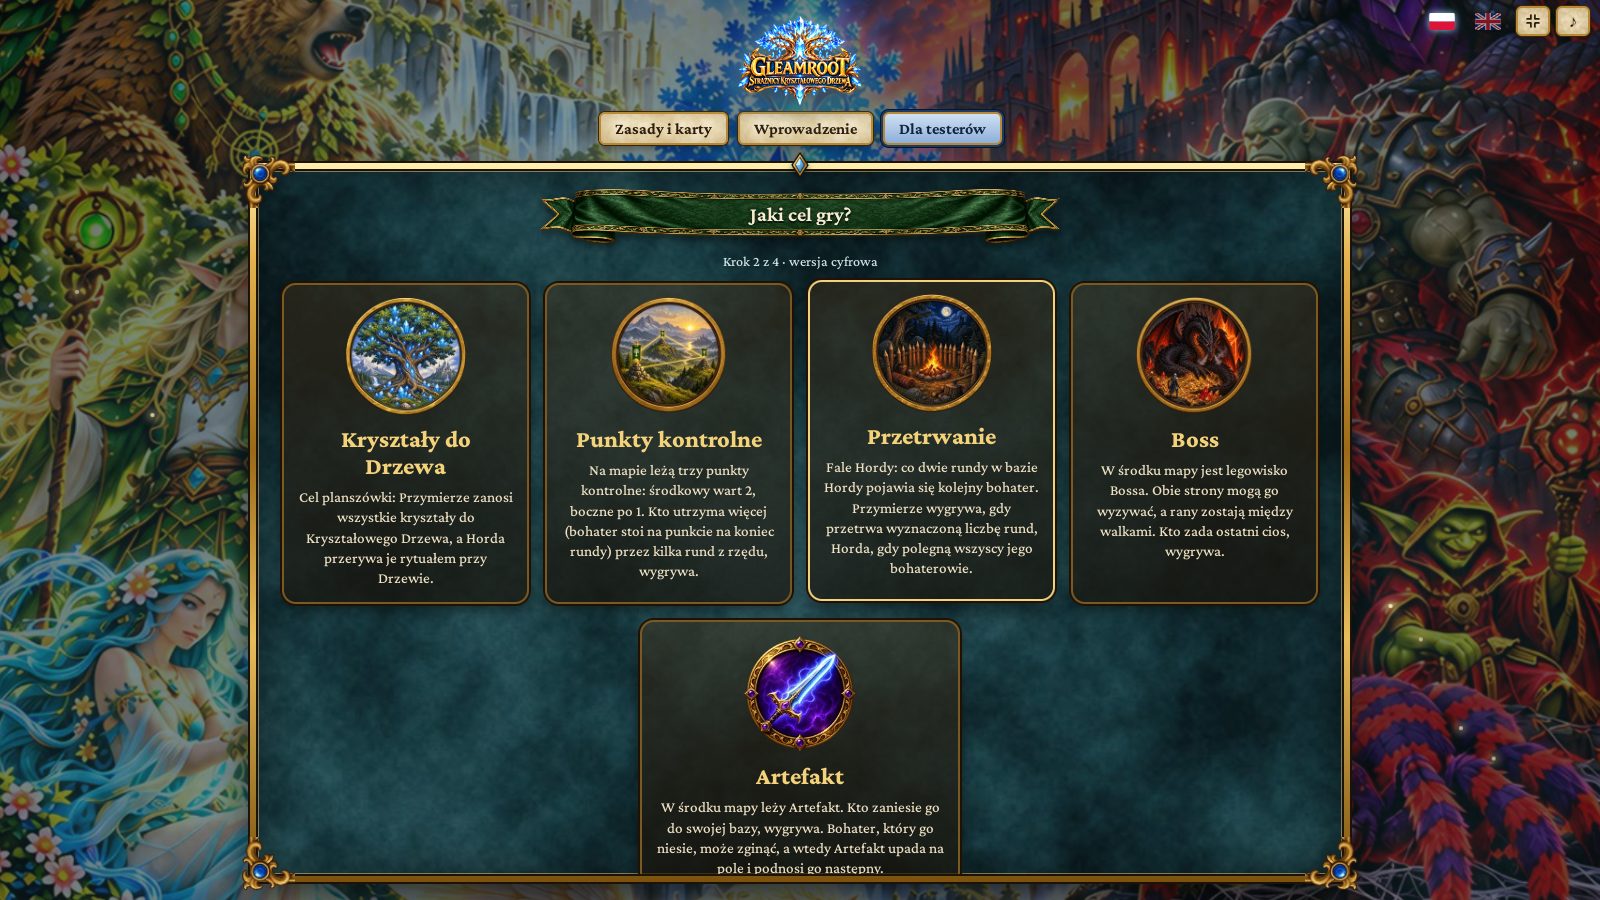 GLEAMROOT
STRAŻNICY KRYSZTAŁOWEGO DRZEWA
Zasady i karty
Wprowadzenie
Dla testerów
Jaki cel gry?
Krok 2 z 4 · wersja cyfrowa
Kryształy do
Drzewa
Cel planszówki: Przymierze zanosi
wszystkie kryształy do
Kryształowego Drzewa, a Horda
przerywa je rytuałem przy
Drzewie.
Punkty kontrolne
Na mapie leżą trzy punkty
kontrolne: środkowy wart 2,
boczne po 1. Kto utrzyma więcej
(bohater stoi na punkcie na koniec
rundy) przez kilka rund z rzędu,
wygrywa.
Przetrwanie
Fale Hordy: co dwie rundy w bazie
Hordy pojawia się kolejny bohater.
Przymierze wygrywa, gdy
przetrwa wyznaczoną liczbę rund,
Horda, gdy polegną wszyscy jego
bohaterowie.
Boss
W środku mapy jest legowisko
Bossa. Obie strony mogą go
wyzywać, a rany zostają między
walkami. Kto zada ostatni cios,
wygrywa.
Artefakt
W środku mapy leży Artefakt. Kto zaniesie go
do swojej bazy, wygrywa. Bohater, który go
niesie, może zginąć, a wtedy Artefakt upada na
pole i podnosi go następny.